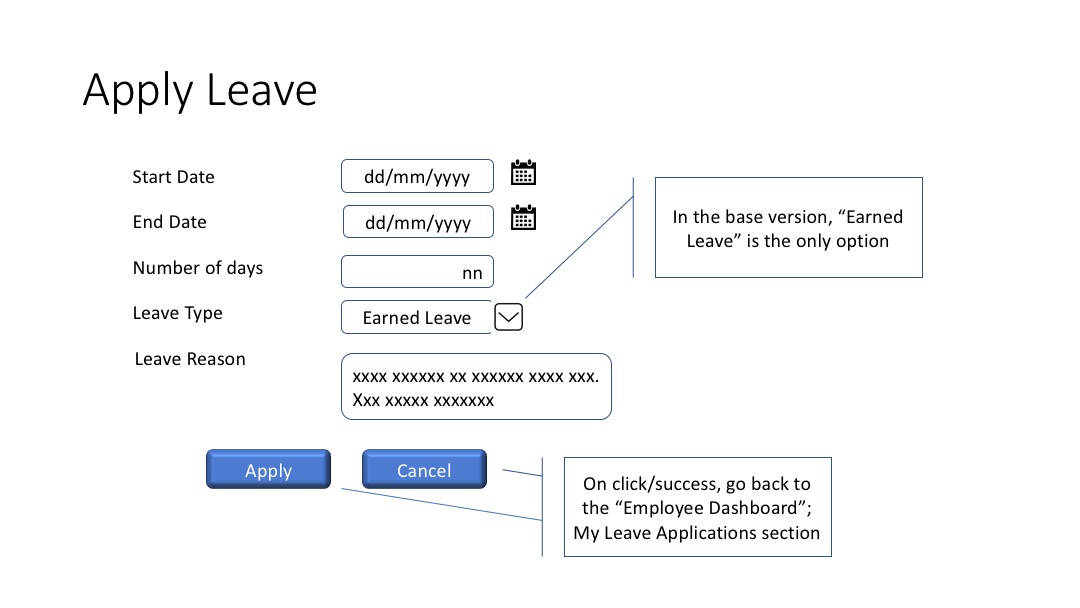 Apply Leave
Start Date
dd/mm/yyyy
End Date
dd/mm/yyyy
Number of days
nn
Leave Type
Earned Leave
Leave Reason
xxxx xxxxxx xx xxxxxx xxxx xxx.
Xxx xxxxx xxxxxxx
In the base version, “Earned
Leave” is the only option
Apply
Cancel
On click/success, go back to
the “Employee Dashboard”;
My Leave Applications section